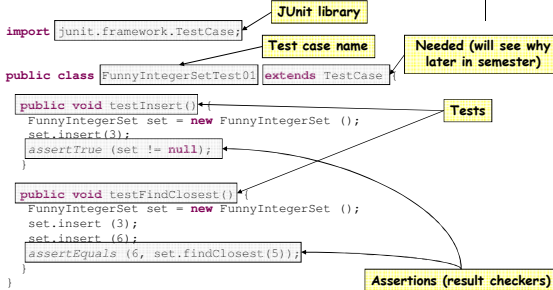 JUnit library
import junit.framework.TestCase;
Test case name
Needed (will see why
later in semester)
public class FunnyIntegerSetTest01 extends TestCase {
public void testInsert() {
FunnyIntegerSet set = new FunnyIntegerSet ();
set.insert(3);
assertTrue (set != null);
}
Tests
public void testFindClosest() {
FunnyIntegerSet set = new FunnyIntegerSet ();
set.insert (3);
set.insert (6);
assertEquals (6, set.findClosest(5));
}
}
Assertions (result checkers)